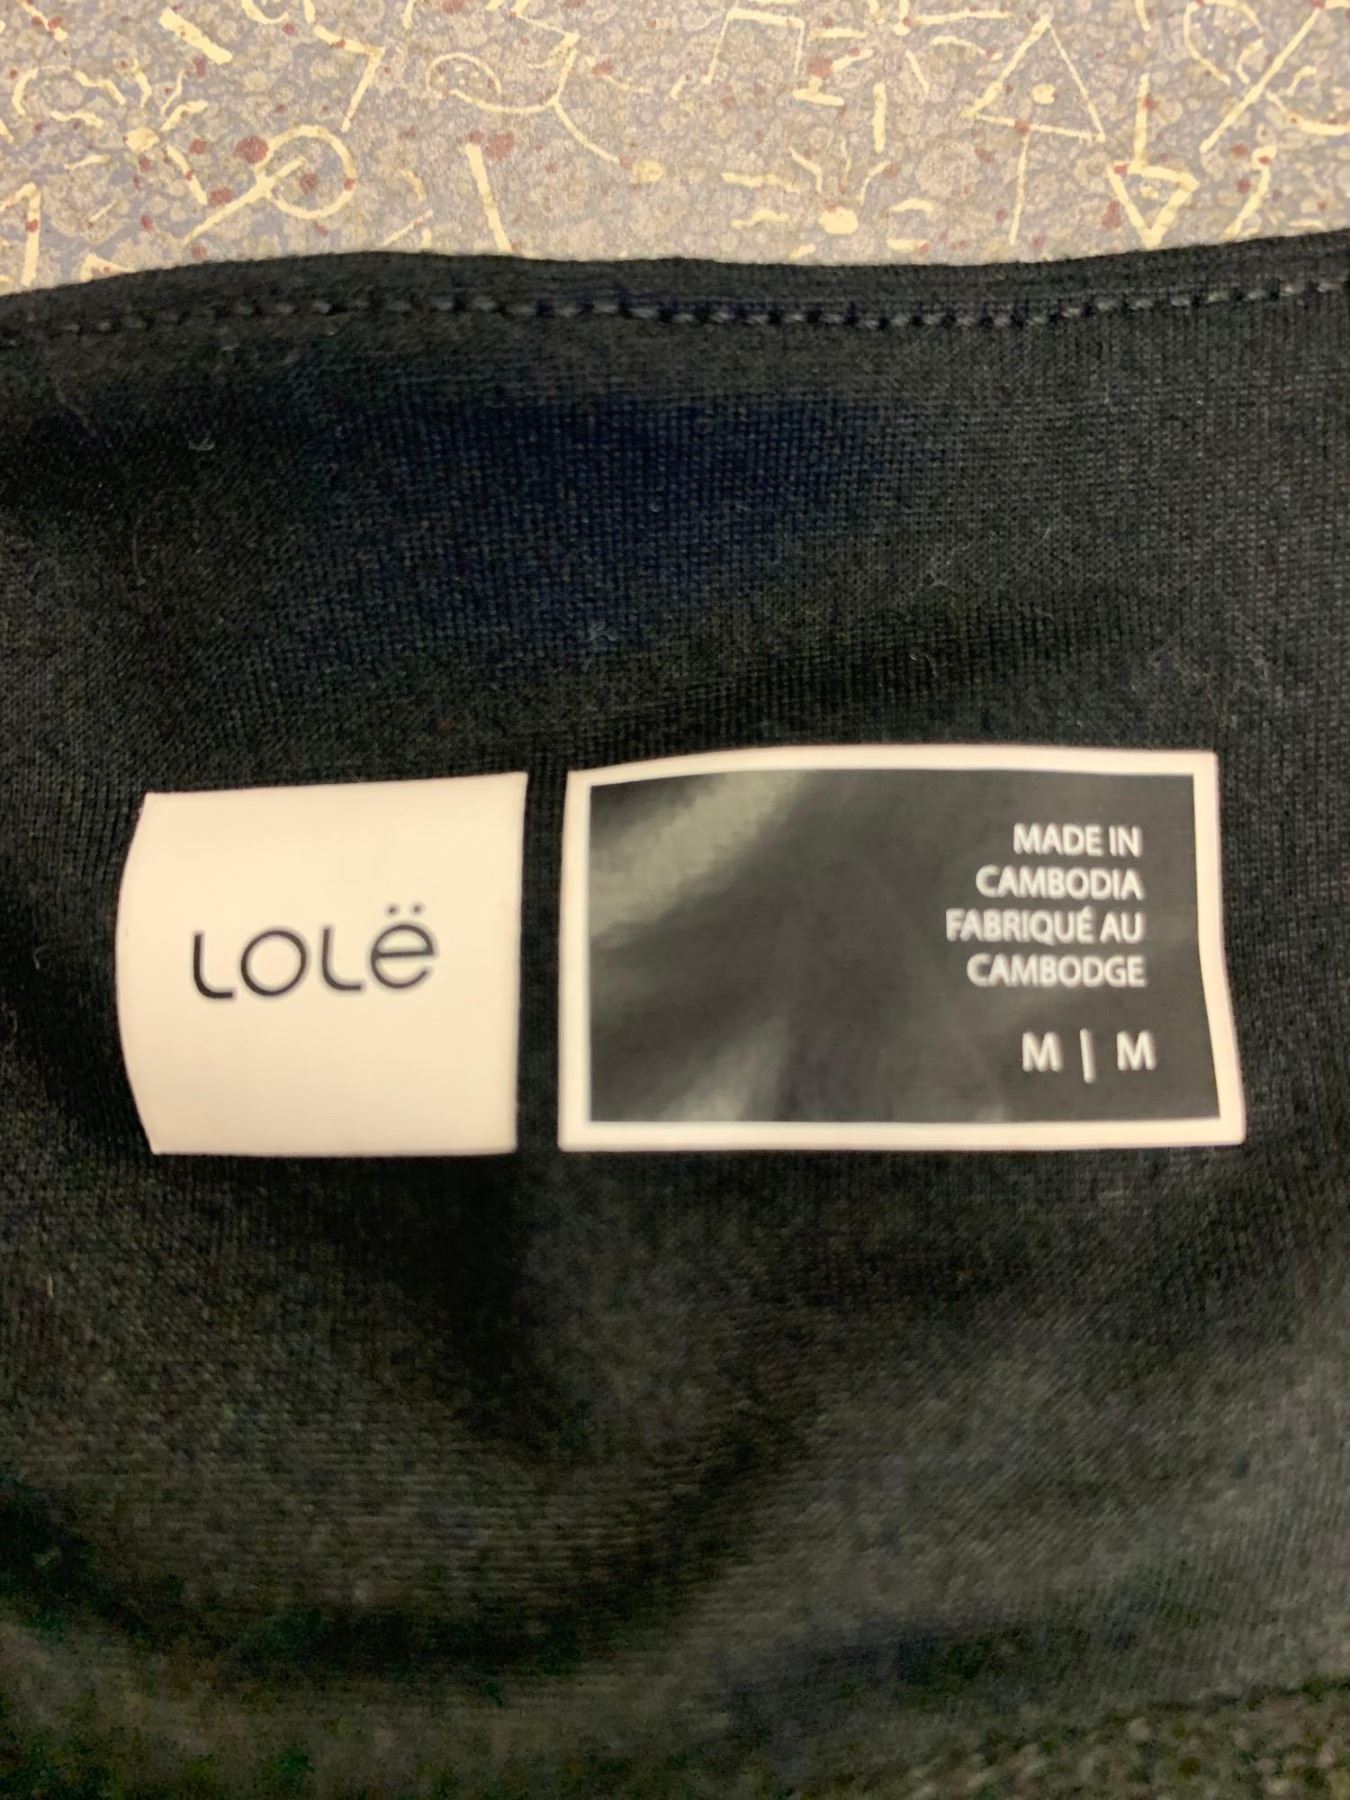 LOLË
MADE IN
CAMBODIA
FABRIQUÉ AU
CAMBODGE
M | M